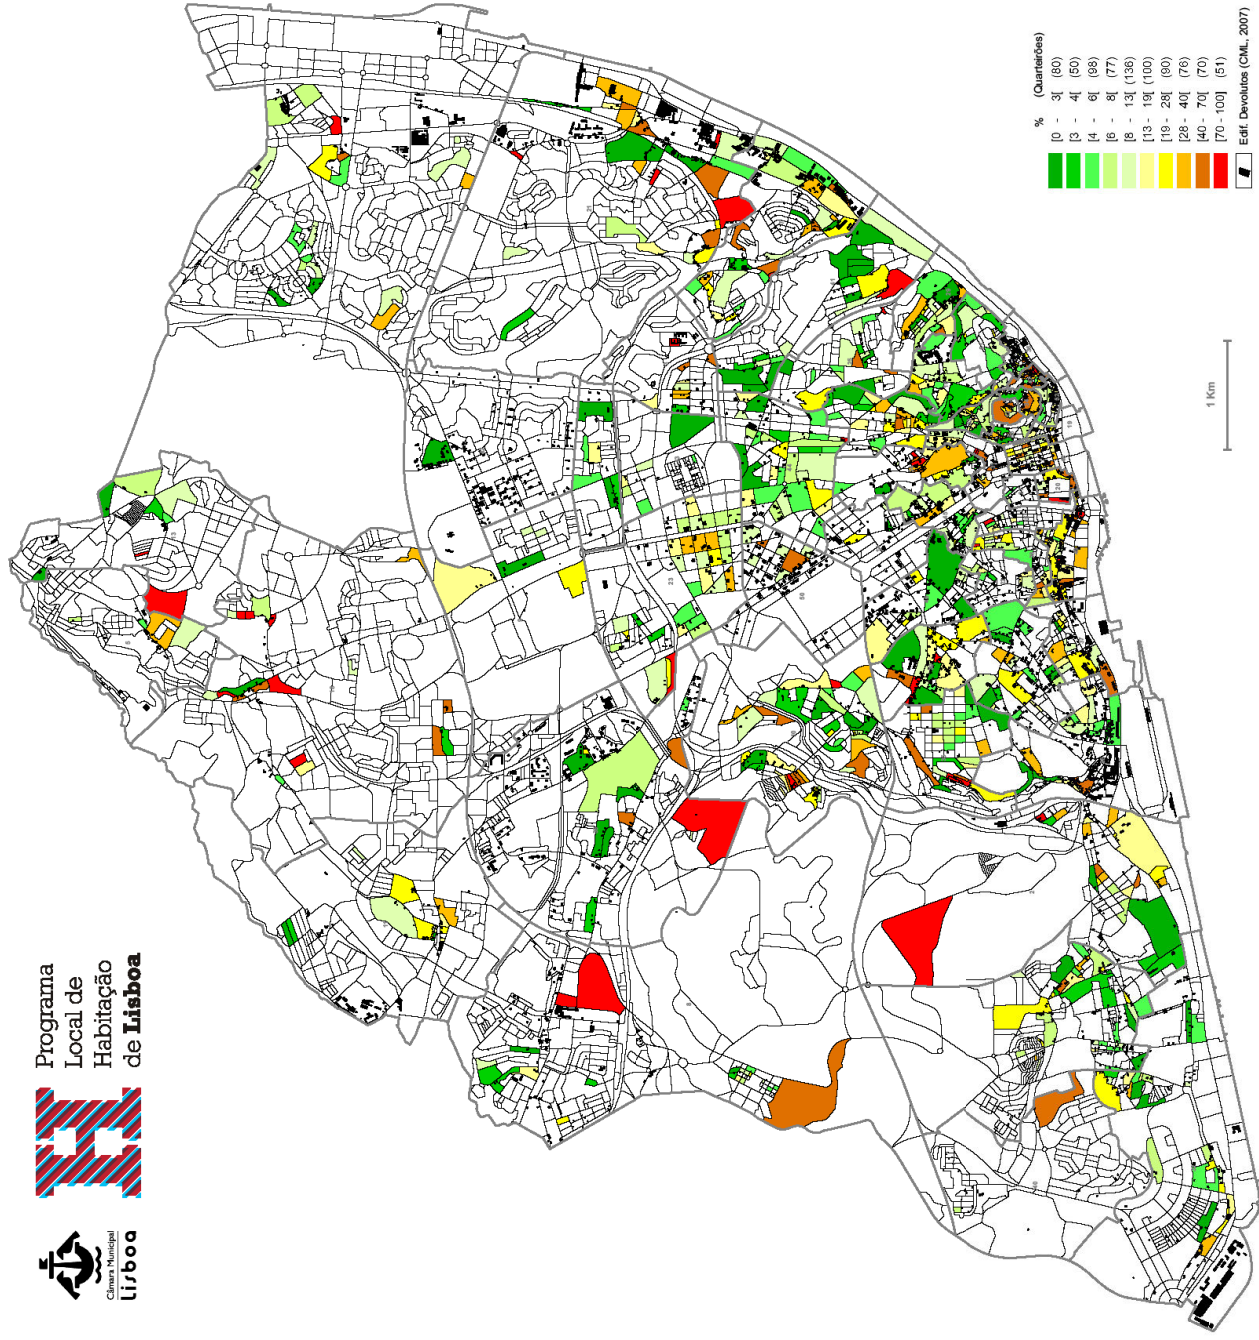 Programa
Local de
Habitação
de Lisboa
Câmara Municipal
Lisboa
% (Quarteirões)
[0 - 3[ (80)
[3 - 4[ (50)
[4 - 6[ (98)
[6 - 8[ (77)
[8 - 13[ (136)
[13 - 19[ (100)
[19 - 28[ (90)
[28 - 40[ (76)
[40 - 70[ (70)
[70 - 100] (51)
Edif. Devolutos (CML, 2007)
1 Km